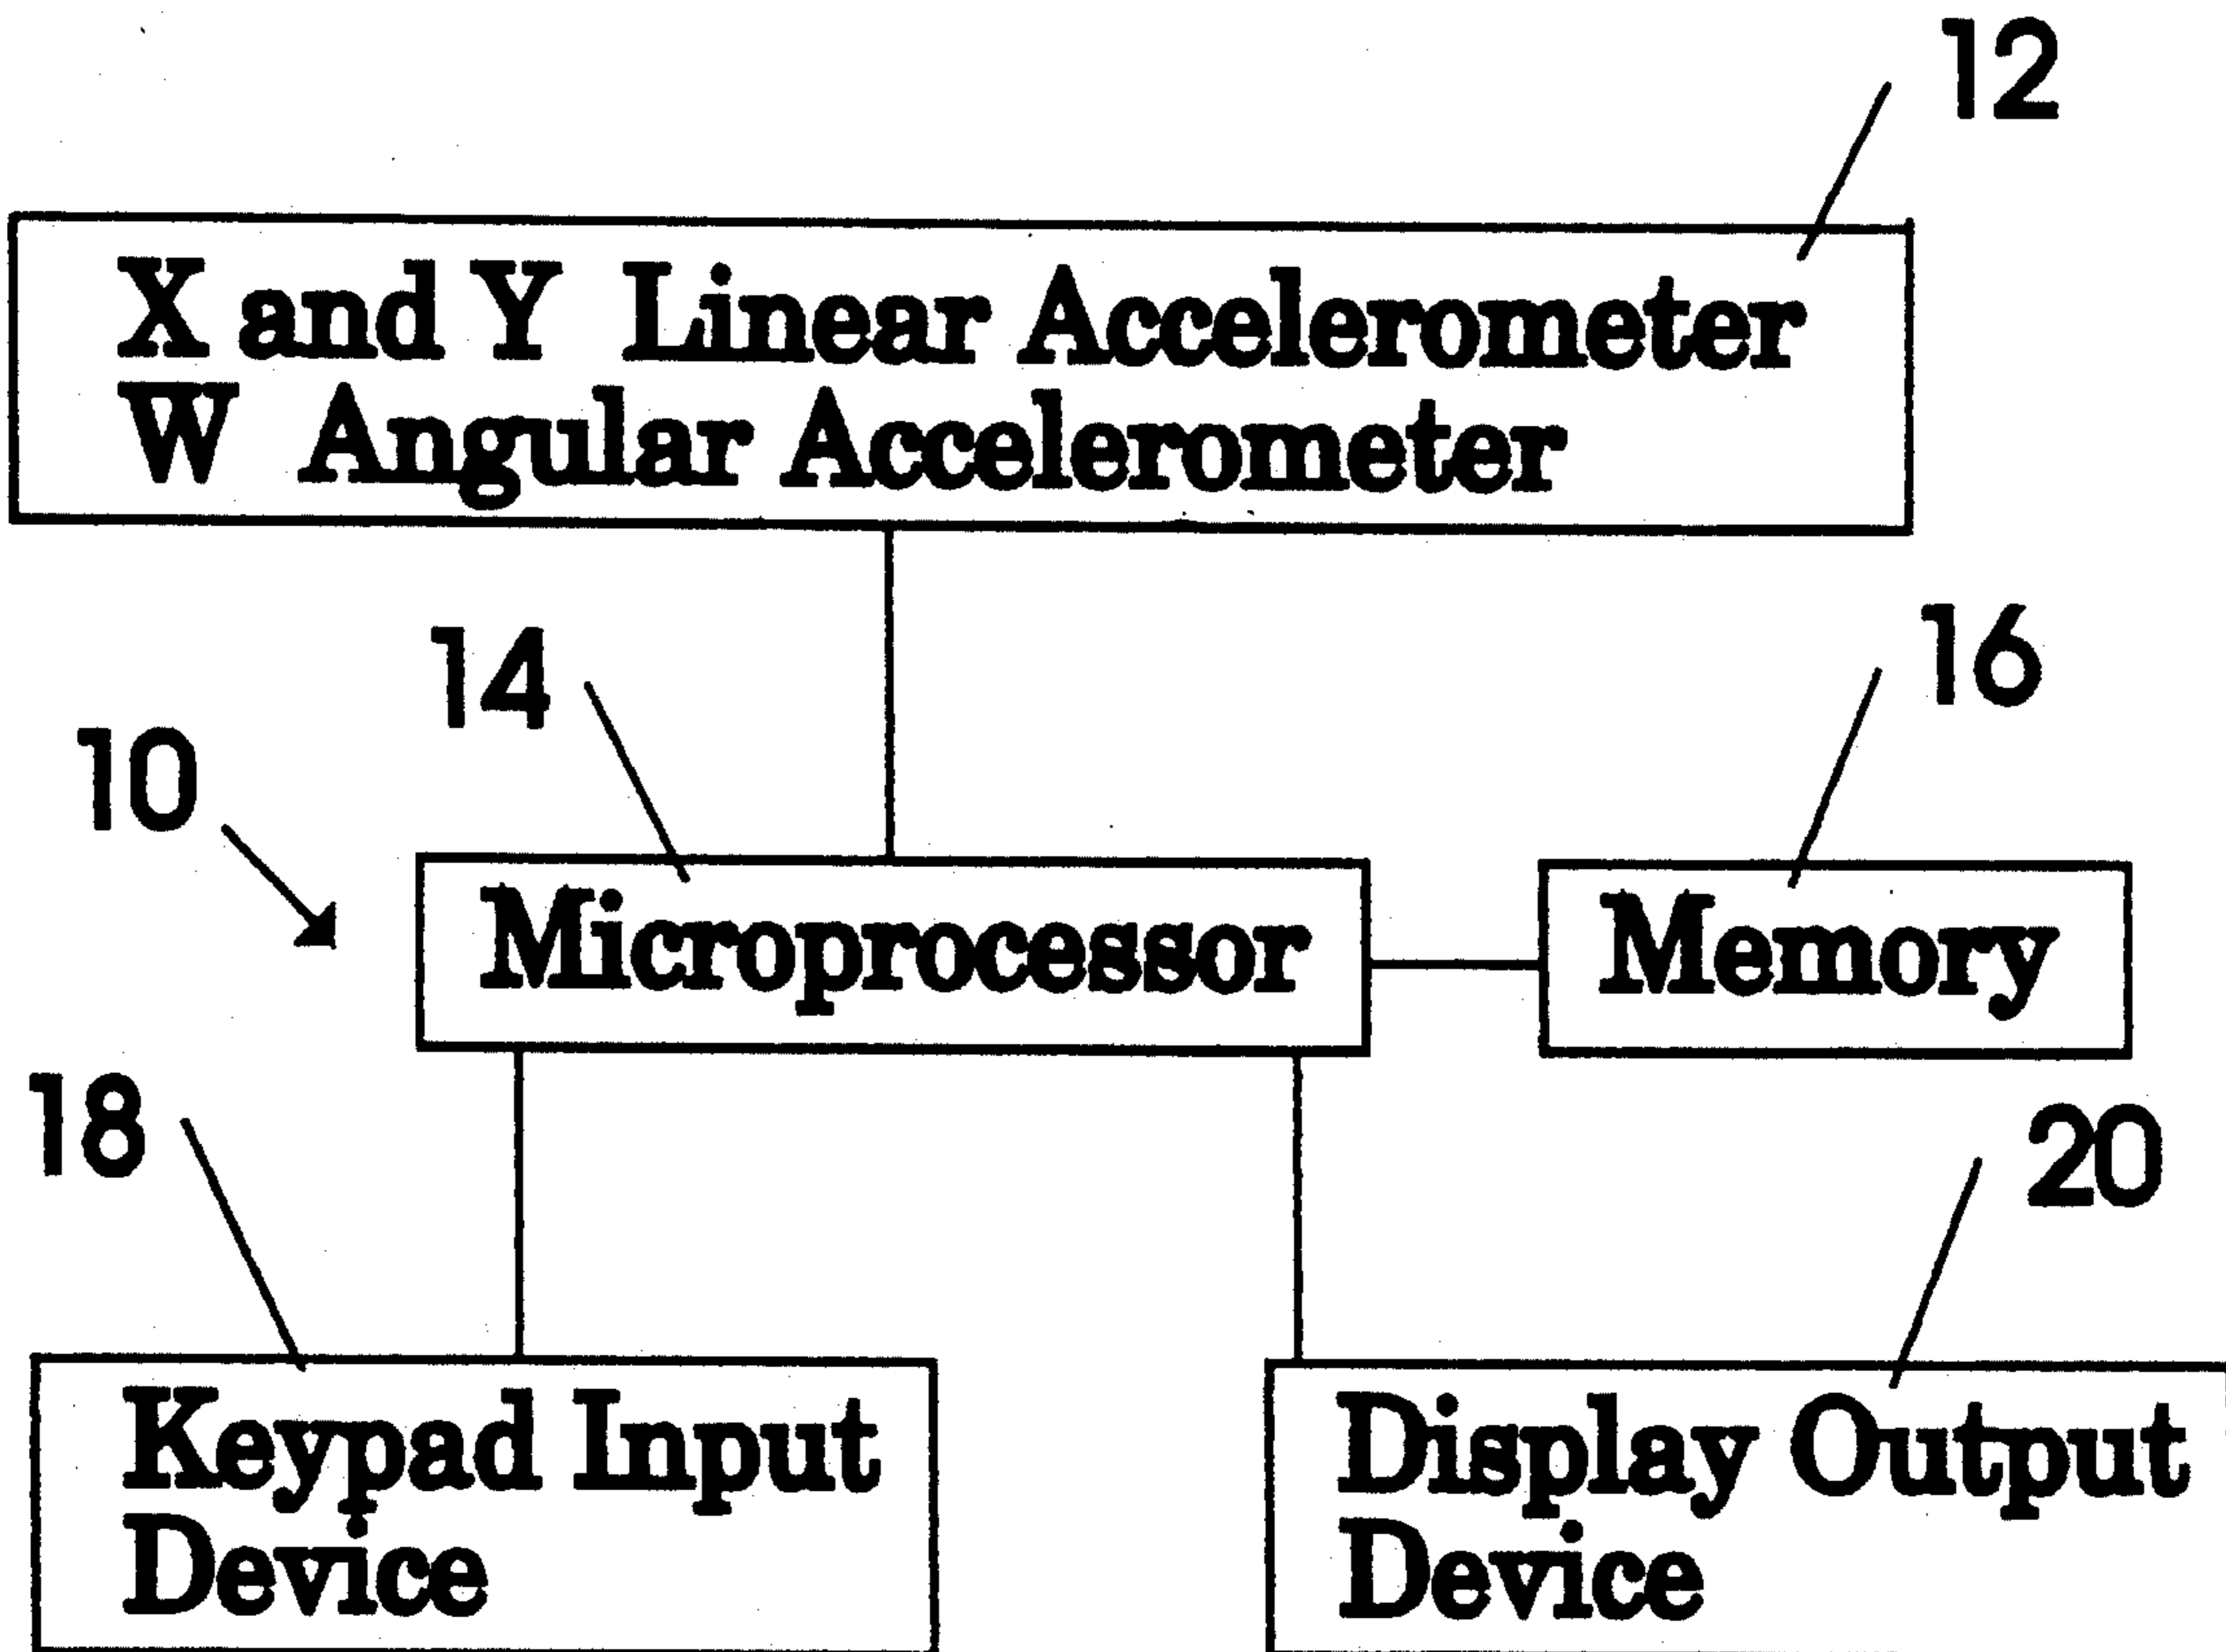 12
X and Y Linear Accelerometer
W Angular Accelerometer
14
16
10
Microprocessor
Memory
18
20
Keypad Input
Device
Display Output
Device